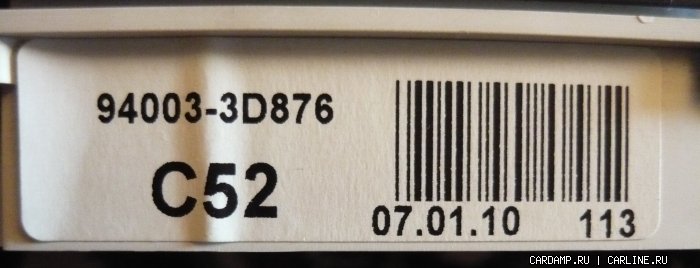 94003-3D876
C52
07.01.10 113
CARDAMP.RU | CARLINE.RU